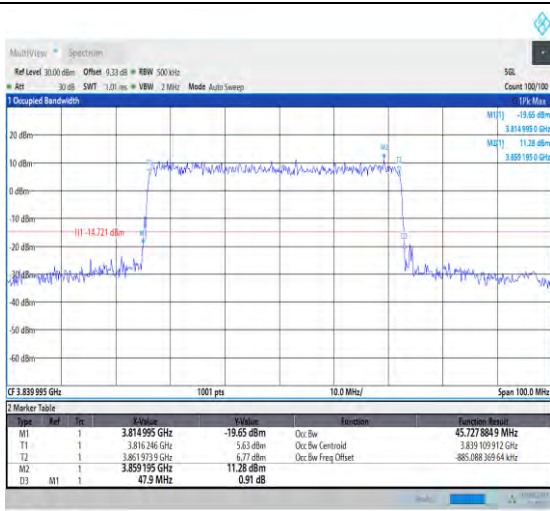 MultiView Spectrum
Ref Level 30.00 dBm Offset 9.33 dB RBW 500 kHz SGL
Att 30 dB SWT 1.01 ms VBW 2 MHz Mode Auto Sweep Count 100/100
1 Occupied Bandwidth 1Pk Max
M1[1] -19.65 dBm
3.814 995 0 GHz
M2[1] 11.28 dBm
3.859 195 0 GHz
20 dBm
M2
10 dBm
T2
0 dBm
-10 dBm
H1 -14.721 dBm
-20 dBm
-30 dBm
-40 dBm
-50 dBm
-60 dBm
CF 3.839 995 GHz 1001 pts 10.0 MHz/ Span 100.0 MHz
2 Marker Table
Type Ref Trc X-Value Y-Value Function Function Result
M1 1 3.814 995 GHz -19.65 dBm Occ Bw 45.727 884 9 MHz
T1 1 3.816 246 GHz 5.63 dBm Occ Bw Centroid 3.839 109 912 GHz
T2 1 3.861 973 9 GHz 6.77 dBm Occ Bw Freq Offset -885.088 369 64 kHz
M2 1 3.859 195 GHz 11.28 dBm
D3 M1 1 47.9 MHz 0.91 dB